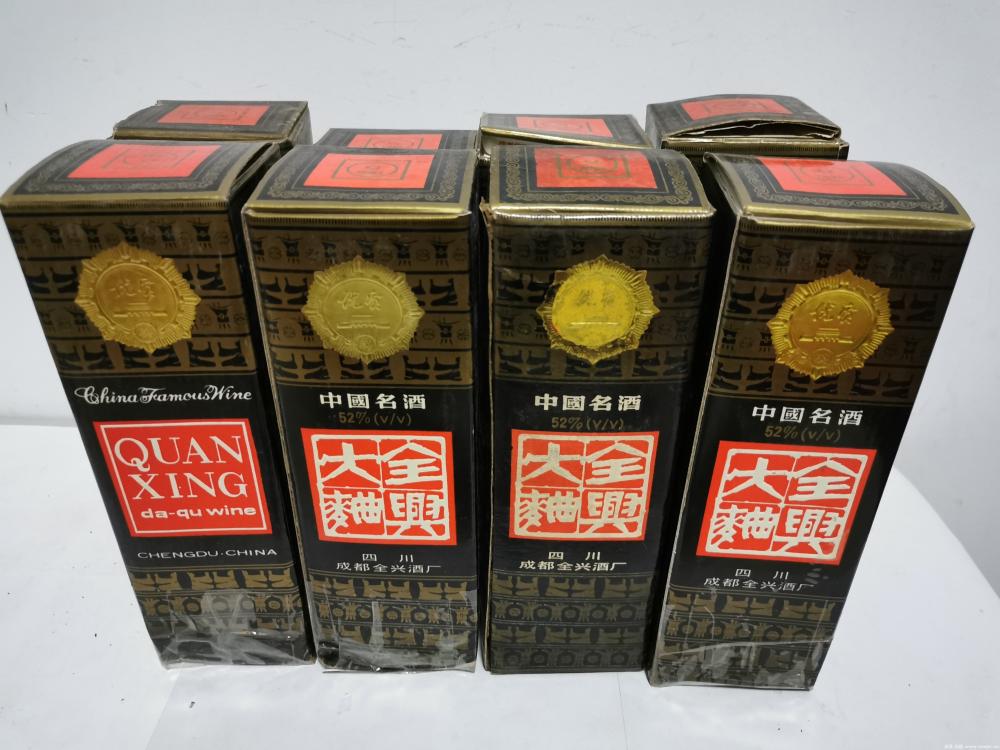 China Famous Wine
QUAN
XING
da-qu wine
CHENGDU·CHINA
中國名酒
52%(v/v)
全興
大麯
四川
成都全兴酒厂
中國名酒
52%(v/v)
全興
大麯
四川
成都全兴酒厂
中國名酒
52%(v/v)
全興
大麯
四川
成都全兴酒厂